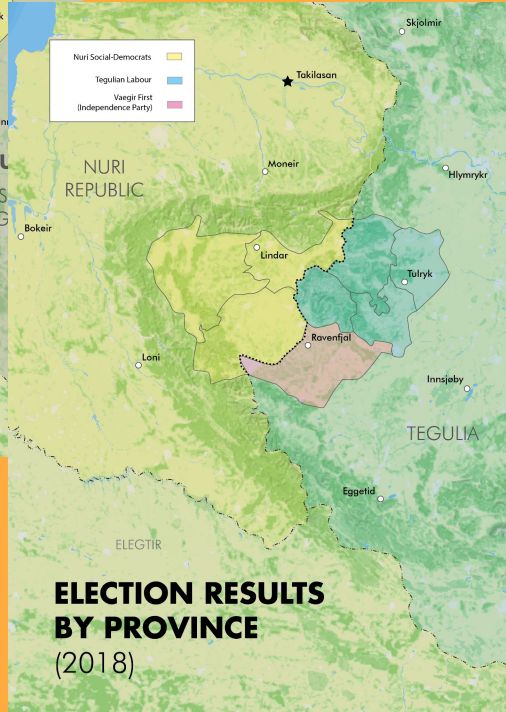 Skjolmir
Nuri Social-Democrats
Tegulian Labour
Vaegir First
(Independence Party)
Takilasan
Moneir
Hlymrykr
NURI
REPUBLIC
Bokeir
Lindar
Tulryk
Ravenfjal
Loni
Innsjøby
TEGULIA
Eggetid
ELEGTIR
ELECTION RESULTS
BY PROVINCE
(2018)